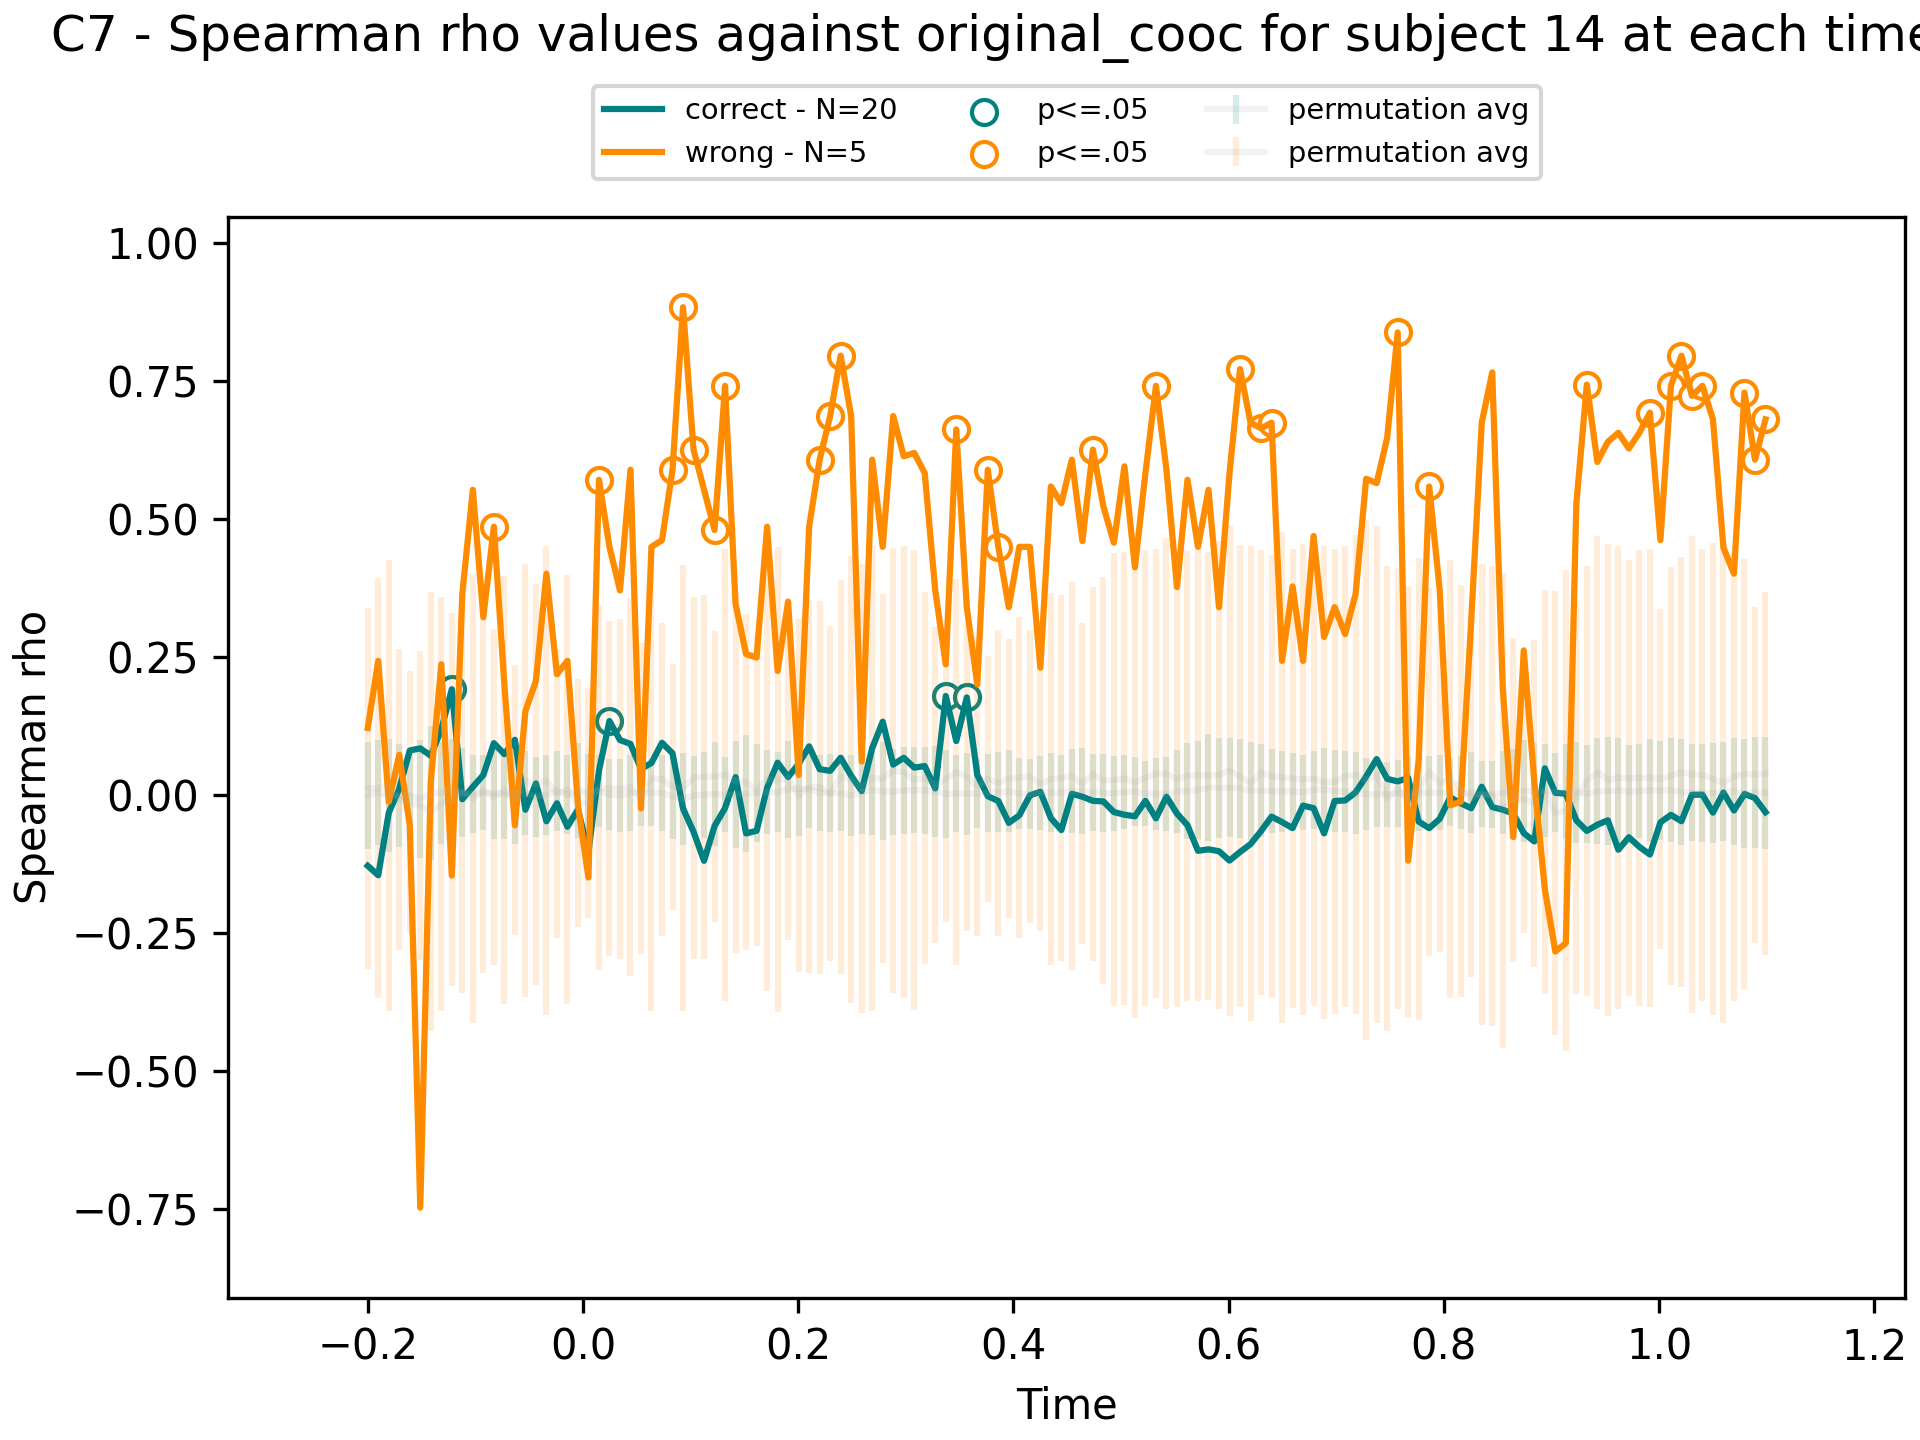 C7 - Spearman rho values against original_cooc for subject 14 at each time
correct - N=20 p<=.05 permutation avg
wrong - N=5 p<=.05 permutation avg
1.00
0.75
0.50
0.25
0.00
−0.25
−0.50
−0.75
Spearman rho
−0.2 0.0 0.2 0.4 0.6 0.8 1.0 1.2
Time